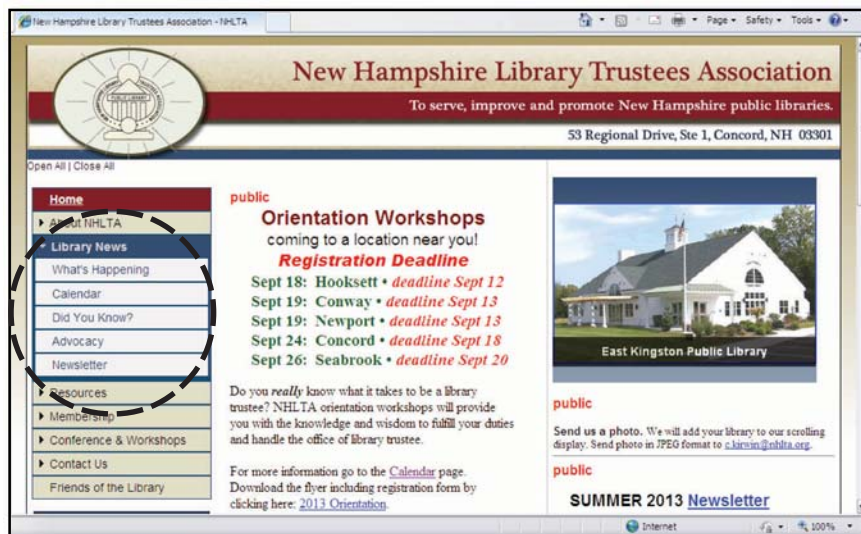 New Hampshire Library Trustees Association - NHLTA
Page
Safety
Tools
New Hampshire Library Trustees Association
To serve, improve and promote New Hampshire public libraries.
53 Regional Drive, Ste 1, Concord, NH 03301
PUBLIC LIBRARY
Open All | Close All
Home
About NHLTA
Library News
What's Happening
Calendar
Did You Know?
Advocacy
Newsletter
Resources
Membership
Conference & Workshops
Contact Us
Friends of the Library
public
Orientation Workshops
coming to a location near you!
Registration Deadline
Sept 18: Hooksett • deadline Sept 12
Sept 19: Conway • deadline Sept 13
Sept 19: Newport • deadline Sept 13
Sept 24: Concord • deadline Sept 18
Sept 26: Seabrook • deadline Sept 20
Do you really know what it takes to be a library
trustee? NHLTA orientation workshops will provide
you with the knowledge and wisdom to fulfill your duties
and handle the office of library trustee.
For more information go to the Calendar page.
Download the flyer including registration form by
clicking here: 2013 Orientation.
East Kingston Public Library
public
Send us a photo. We will add your library to our scrolling
display. Send photo in JPEG format to c.kirwin@nhlta.org.
public
SUMMER 2013 Newsletter
Internet
100%